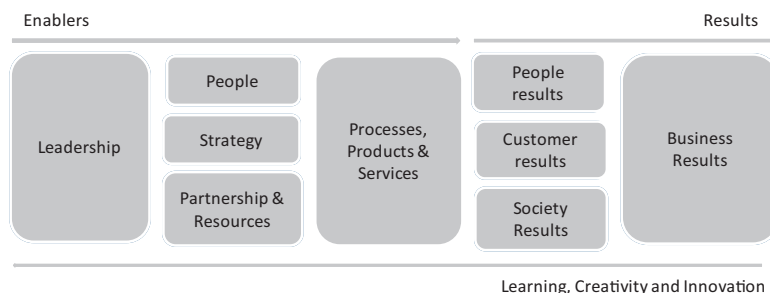 Enablers
Results
Leadership
People
Strategy
Partnership &
Resources
Processes,
Products &
Services
People
results
Customer
results
Society
Results
Business
Results
Learning, Creativity and Innovation